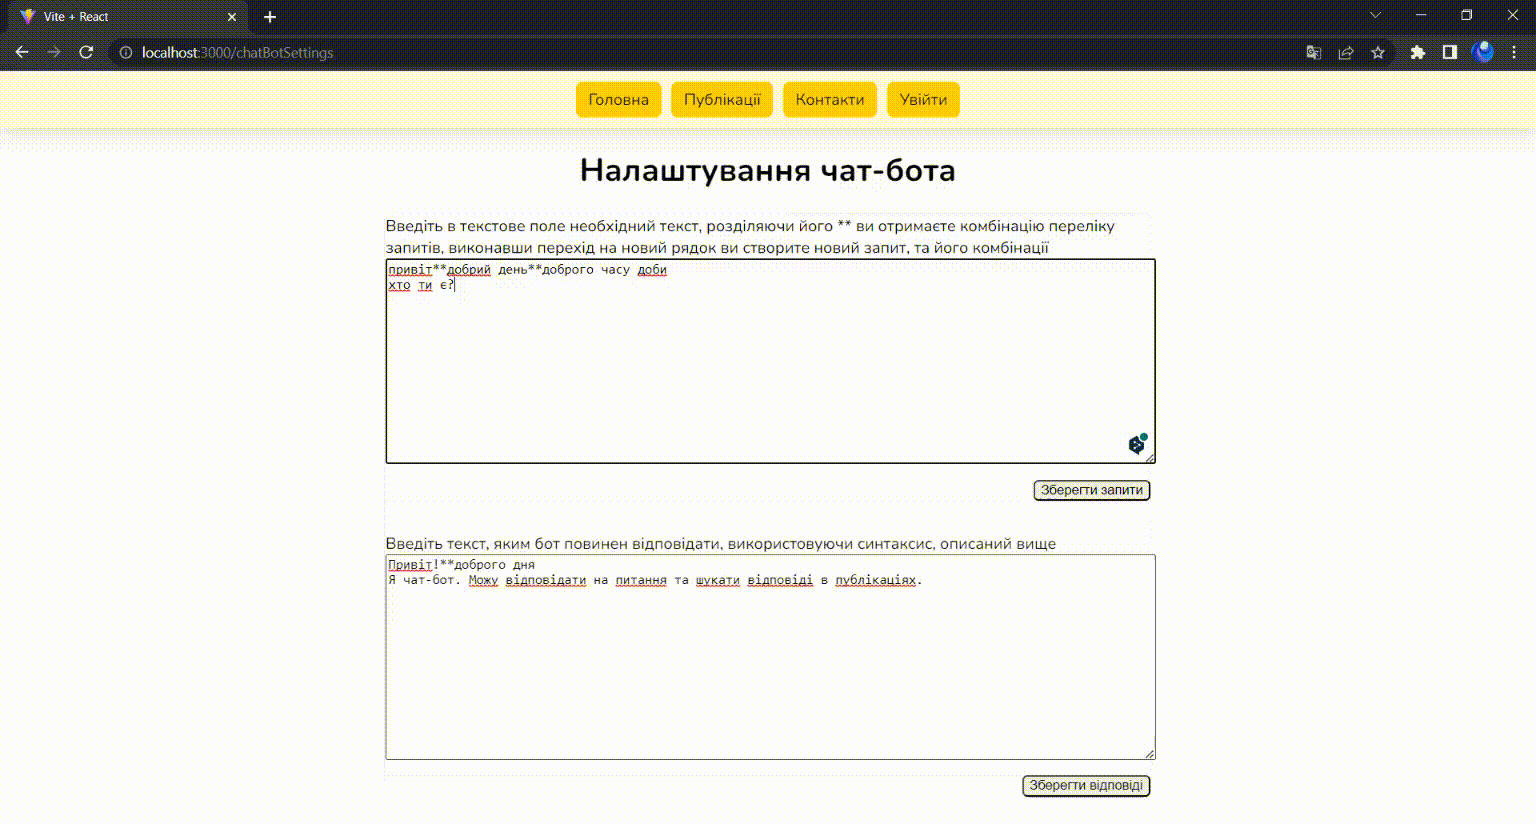 Vite + React
localhost:3000/chatBotSettings
Головна Публікації Контакти Увійти
Налаштування чат-бота
Введіть в текстове поле необхідний текст, розділяючи його ** ви отримаєте комбінацію переліку
запитів, виконавши перехід на новий рядок ви створите новий запит, та його комбінації
привіт**добрий день**доброго часу доби
хто ти є?
Зберегти запити
Введіть текст, яким бот повинен відповідати, використовуючи синтаксис, описаний вище
Привіт!**доброго дня
Я чат-бот. Можу відповідати на питання та шукати відповіді в публікаціях.
Зберегти відповіді